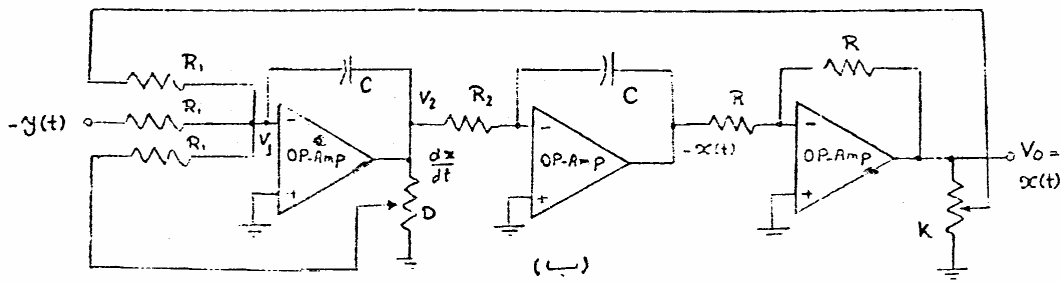 R₁
C
R
-y(t)
R₁
V₂
R₂
C
R
V₁
R₁
OP-Amp
dx
dt
OP-Amp
-x(t)
OP-Amp
V₀ =
x(t)
D
K
(ب)